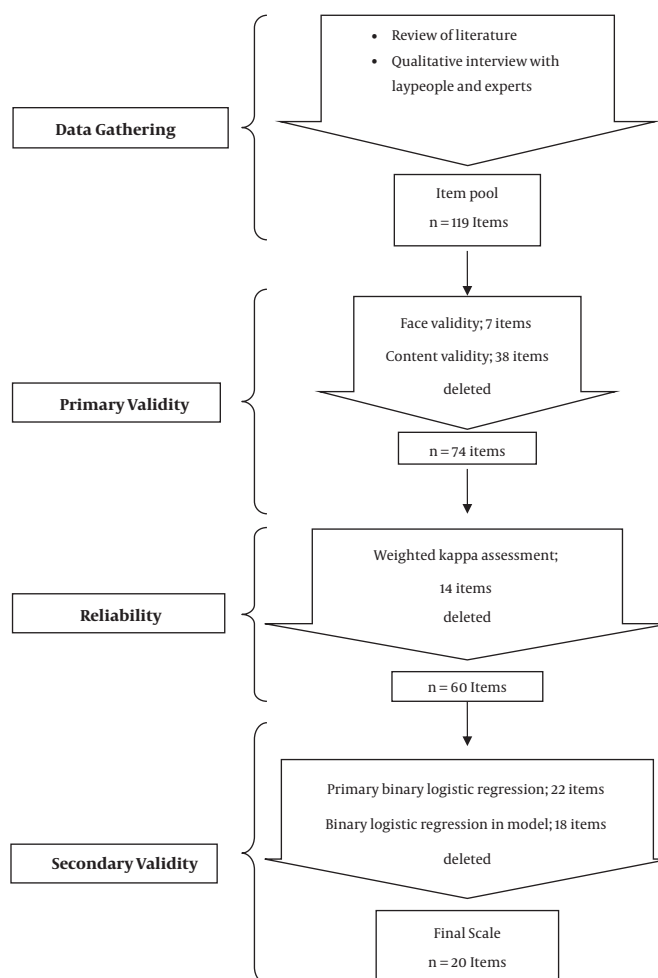 • Review of literature
• Qualitative interview with
laypeople and experts
Data Gathering
Item pool
n = 119 Items
Face validity; 7 items
Content validity; 38 items
deleted
Primary Validity
n = 74 items
Weighted kappa assessment;
14 items
deleted
Reliability
n = 60 Items
Primary binary logistic regression; 22 items
Binary logistic regression in model; 18 items
deleted
Secondary Validity
Final Scale
n = 20 Items